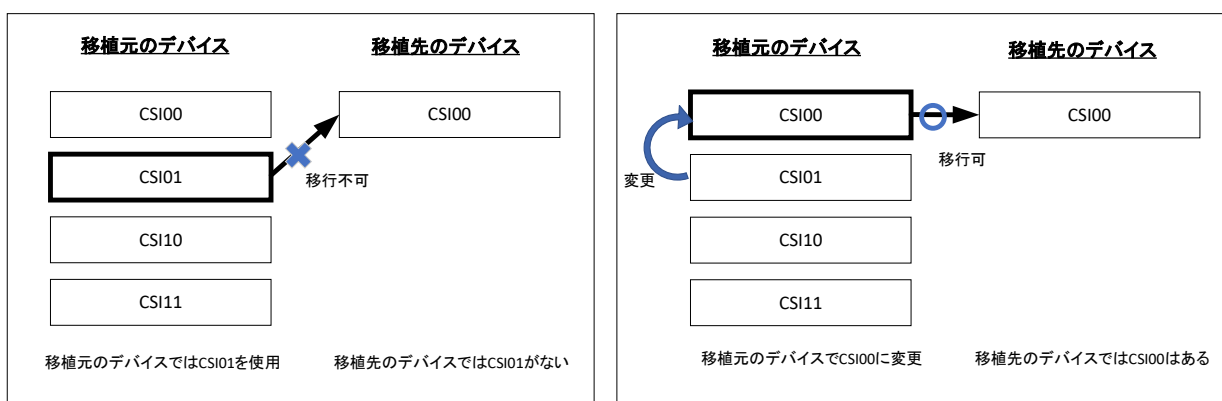 移植元のデバイス
移植先のデバイス
CSI00
CSI00
CSI01
移行不可
CSI10
CSI11
移植元のデバイスではCSI01を使用
移植先のデバイスではCSI01がない
移植元のデバイス
移植先のデバイス
CSI00
CSI00
移行可
変更
CSI01
CSI10
CSI11
移植元のデバイスでCSI00に変更
移植先のデバイスではCSI00はある